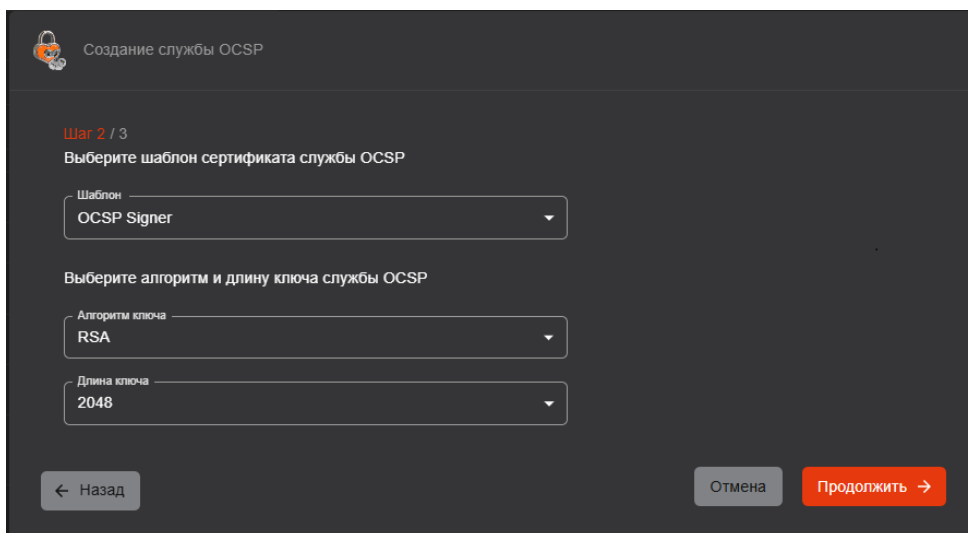 Создание службы OCSP
Шаг 2 / 3
Выберите шаблон сертификата службы OCSP
Шаблон
OCSP Signer
Выберите алгоритм и длину ключа службы OCSP
Алгоритм ключа
RSA
Длина ключа
2048
Назад
Отмена
Продолжить